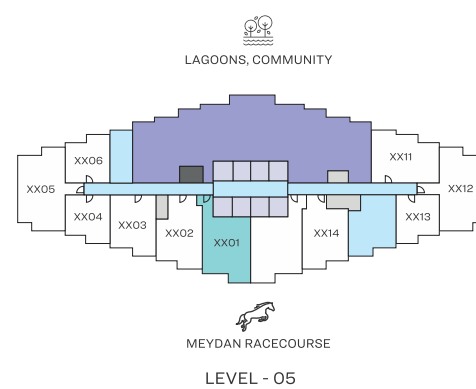 LAGOONS, COMMUNITY
XX06
XX11
XX05
XX12
XX04
XX03
XX02
XX01
XX14
XX13
MEYDAN RACECOURSE
LEVEL - 05